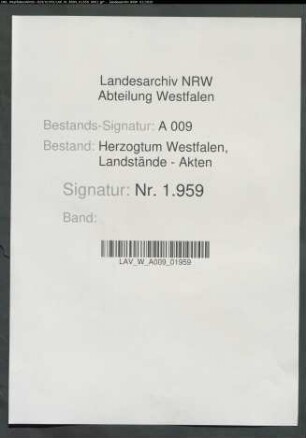 Landesarchiv NRW
Abteilung Westfalen
Bestands-Signatur: A 009
Bestand: Herzogtum Westfalen,
Landstände - Akten
Signatur: Nr. 1.959
Band:
LAV_W_A009_01959